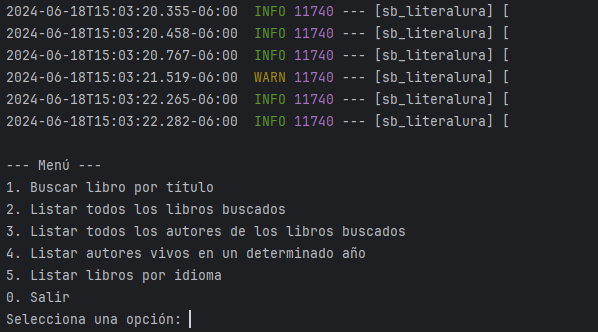 2024-06-18T15:03:20.355-06:00  INFO 11740 --- [sb_literalura] [
2024-06-18T15:03:20.458-06:00  INFO 11740 --- [sb_literalura] [
2024-06-18T15:03:20.767-06:00  INFO 11740 --- [sb_literalura] [
2024-06-18T15:03:21.519-06:00  WARN 11740 --- [sb_literalura] [
2024-06-18T15:03:22.265-06:00  INFO 11740 --- [sb_literalura] [
2024-06-18T15:03:22.282-06:00  INFO 11740 --- [sb_literalura] [
--- Menú ---
1. Buscar libro por título
2. Listar todos los libros buscados
3. Listar todos los autores de los libros buscados
4. Listar autores vivos en un determinado año
5. Listar libros por idioma
0. Salir
Selecciona una opción: